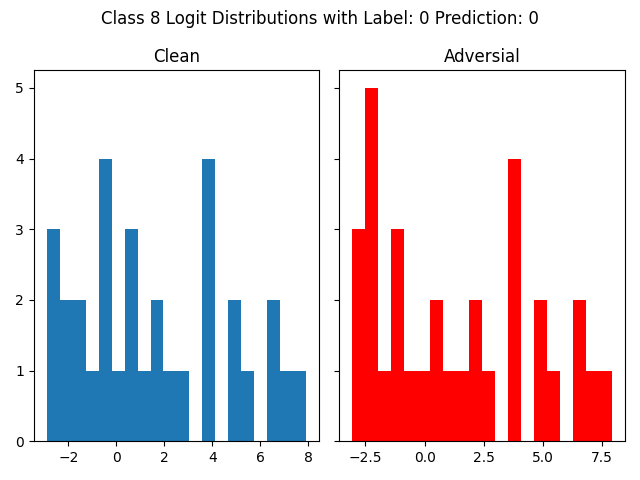 Class 8 Logit Distributions with Label: 0 Prediction: 0
Clean
Adversial
5
4
3
2
1
0
−2 0 2 4 6 8
−2.5 0.0 2.5 5.0 7.5